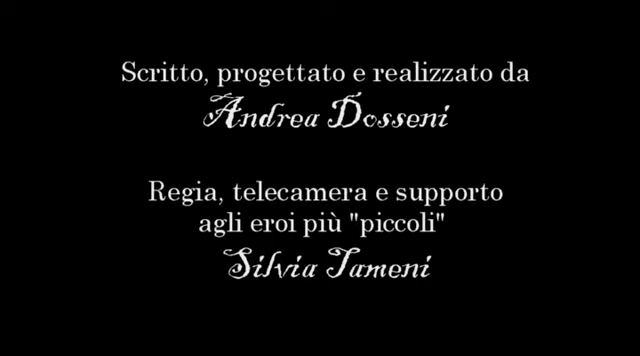 Scritto, progettato e realizzato da
Andrea Dosseni
Regia, telecamera e supporto
agli eroi più "piccoli"
Silvia Tameni